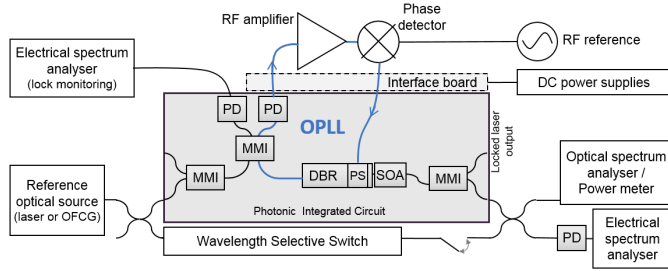 RF amplifier
Phase
detector
RF reference
Electrical spectrum
analyser
(lock monitoring)
Interface board
DC power supplies
PD
PD
OPLL
MMI
MMI
DBR
PS
SOA
MMI
Locked laser
output
Photonic Integrated Circuit
Reference
optical source
(laser or OFCG)
Optical spectrum
analyser /
Power meter
Wavelength Selective Switch
PD
Electrical
spectrum
analyser